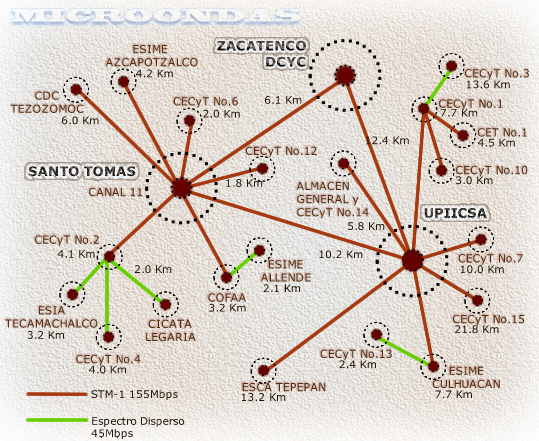 MICROONDAS
ZACATENCO
DCYC
ESIME
AZCAPOTZALCO
4.2 Km
CDC
TEZOZOMOC
6.0 Km
CECyT No.6
2.0 Km
6.1 Km
CECyT No.3
13.6 Km
CECyT No.1
7.7 Km
CET No.1
4.5 Km
12.4 Km
CECyT No.12
1.8 Km
SANTO TOMAS
CANAL 11
CECyT No.10
3.0 Km
ALMACEN
GENERAL y
CECyT No.14
5.8 Km
UPIICSA
CECyT No.2
4.1 Km
2.0 Km
10.2 Km
CECyT No.7
10.0 Km
ESIME
ALLENDE
2.1 Km
COFAA
3.2 Km
ESIA
TECAMACHALCO
3.2 Km
CICATA
LEGARIA
CECyT No.15
21.8 Km
CECyT No.4
4.0 Km
CECyT No.13
2.4 Km
ESIME
CULHUACAN
7.7 Km
ESCA TEPEPAN
13.2 Km
STM-1 155Mbps
Espectro Disperso
45Mbps